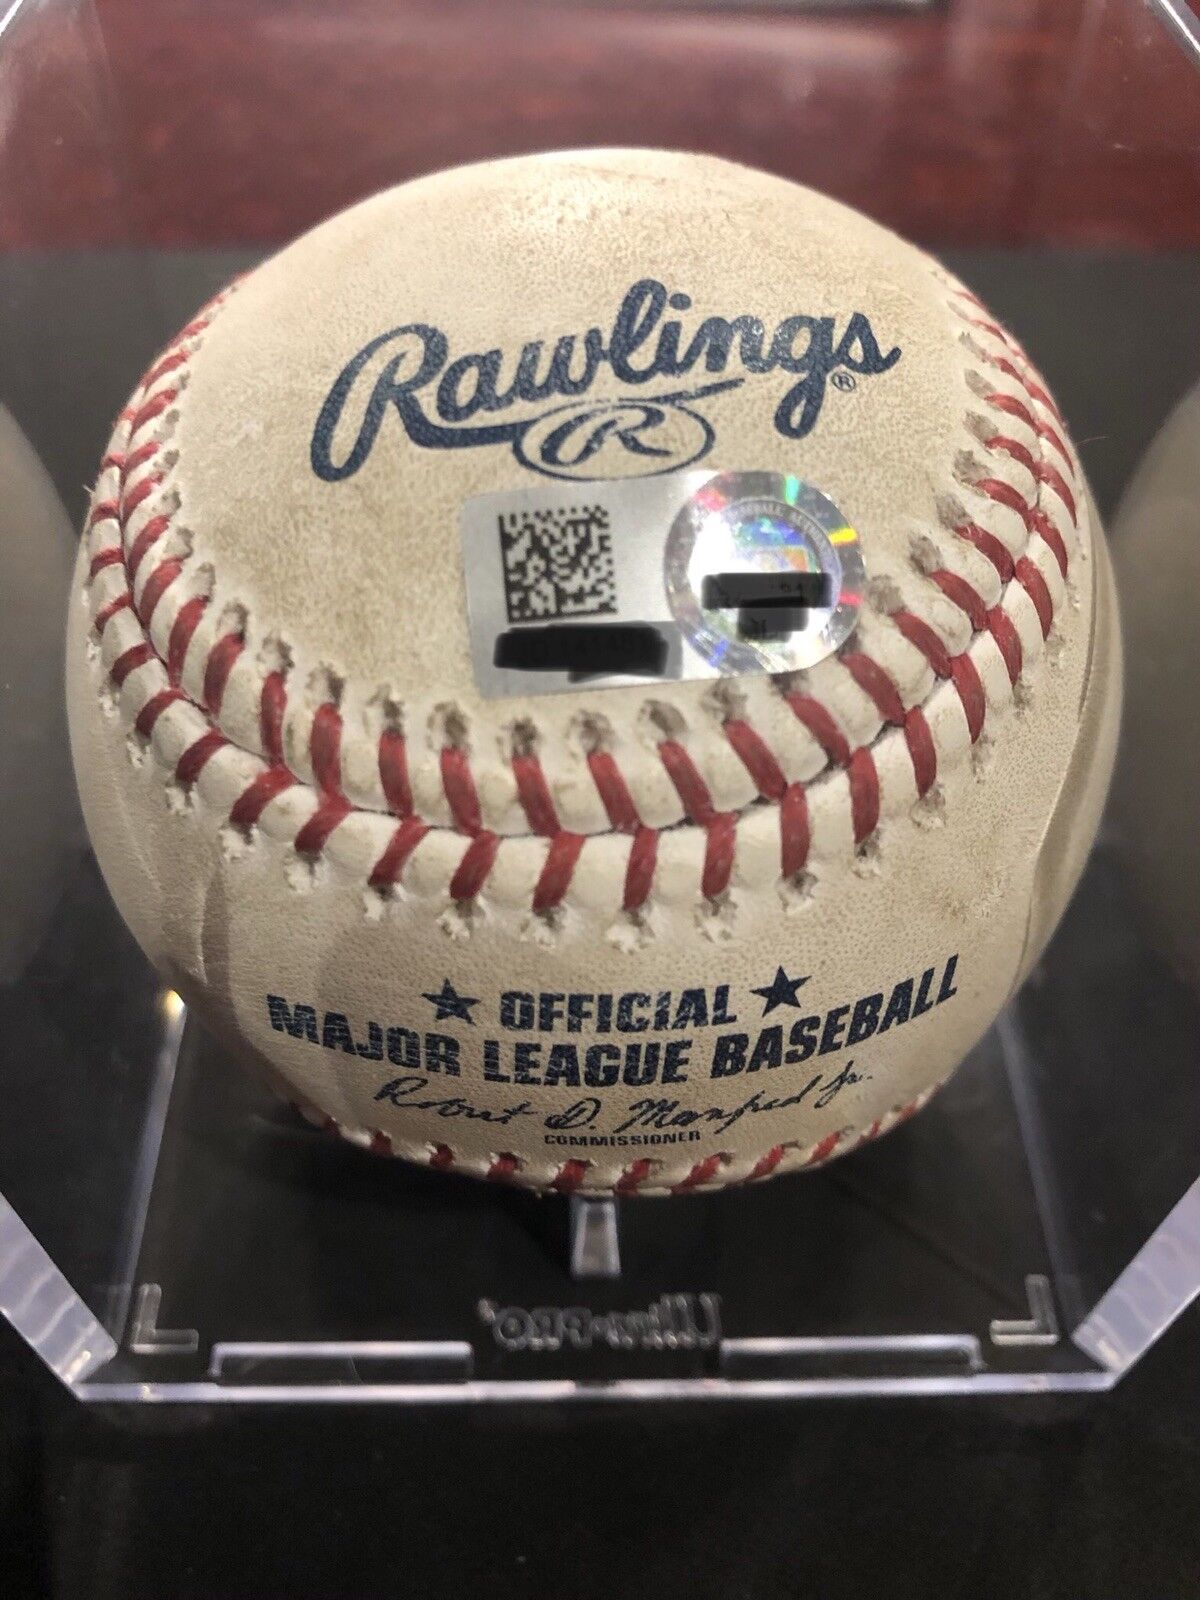 Rawlings®
R
OFFICIAL
MAJOR LEAGUE BASEBALL
Robert D. Manfred Jr.
COMMISSIONER